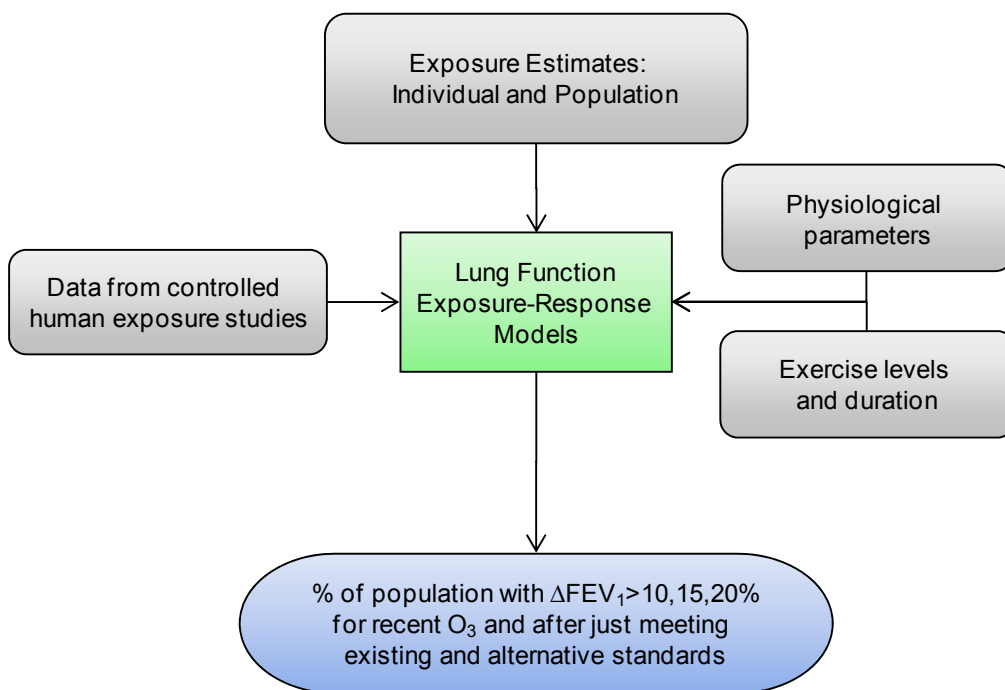 Exposure Estimates:
Individual and Population
Physiological
parameters
Data from controlled
human exposure studies
Lung Function
Exposure-Response
Models
Exercise levels
and duration
% of population with ΔFEV₁>10,15,20%
for recent O₃ and after just meeting
existing and alternative standards